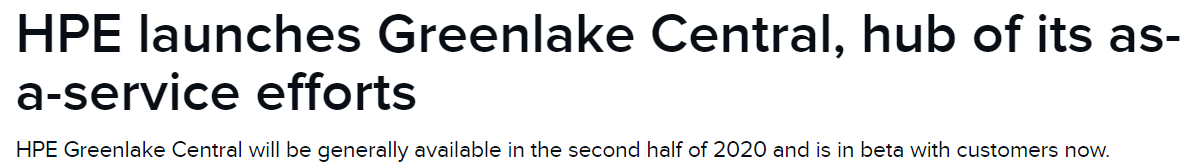 HPE launches Greenlake Central, hub of its as-
a-service efforts
HPE Greenlake Central will be generally available in the second half of 2020 and is in beta with customers now.